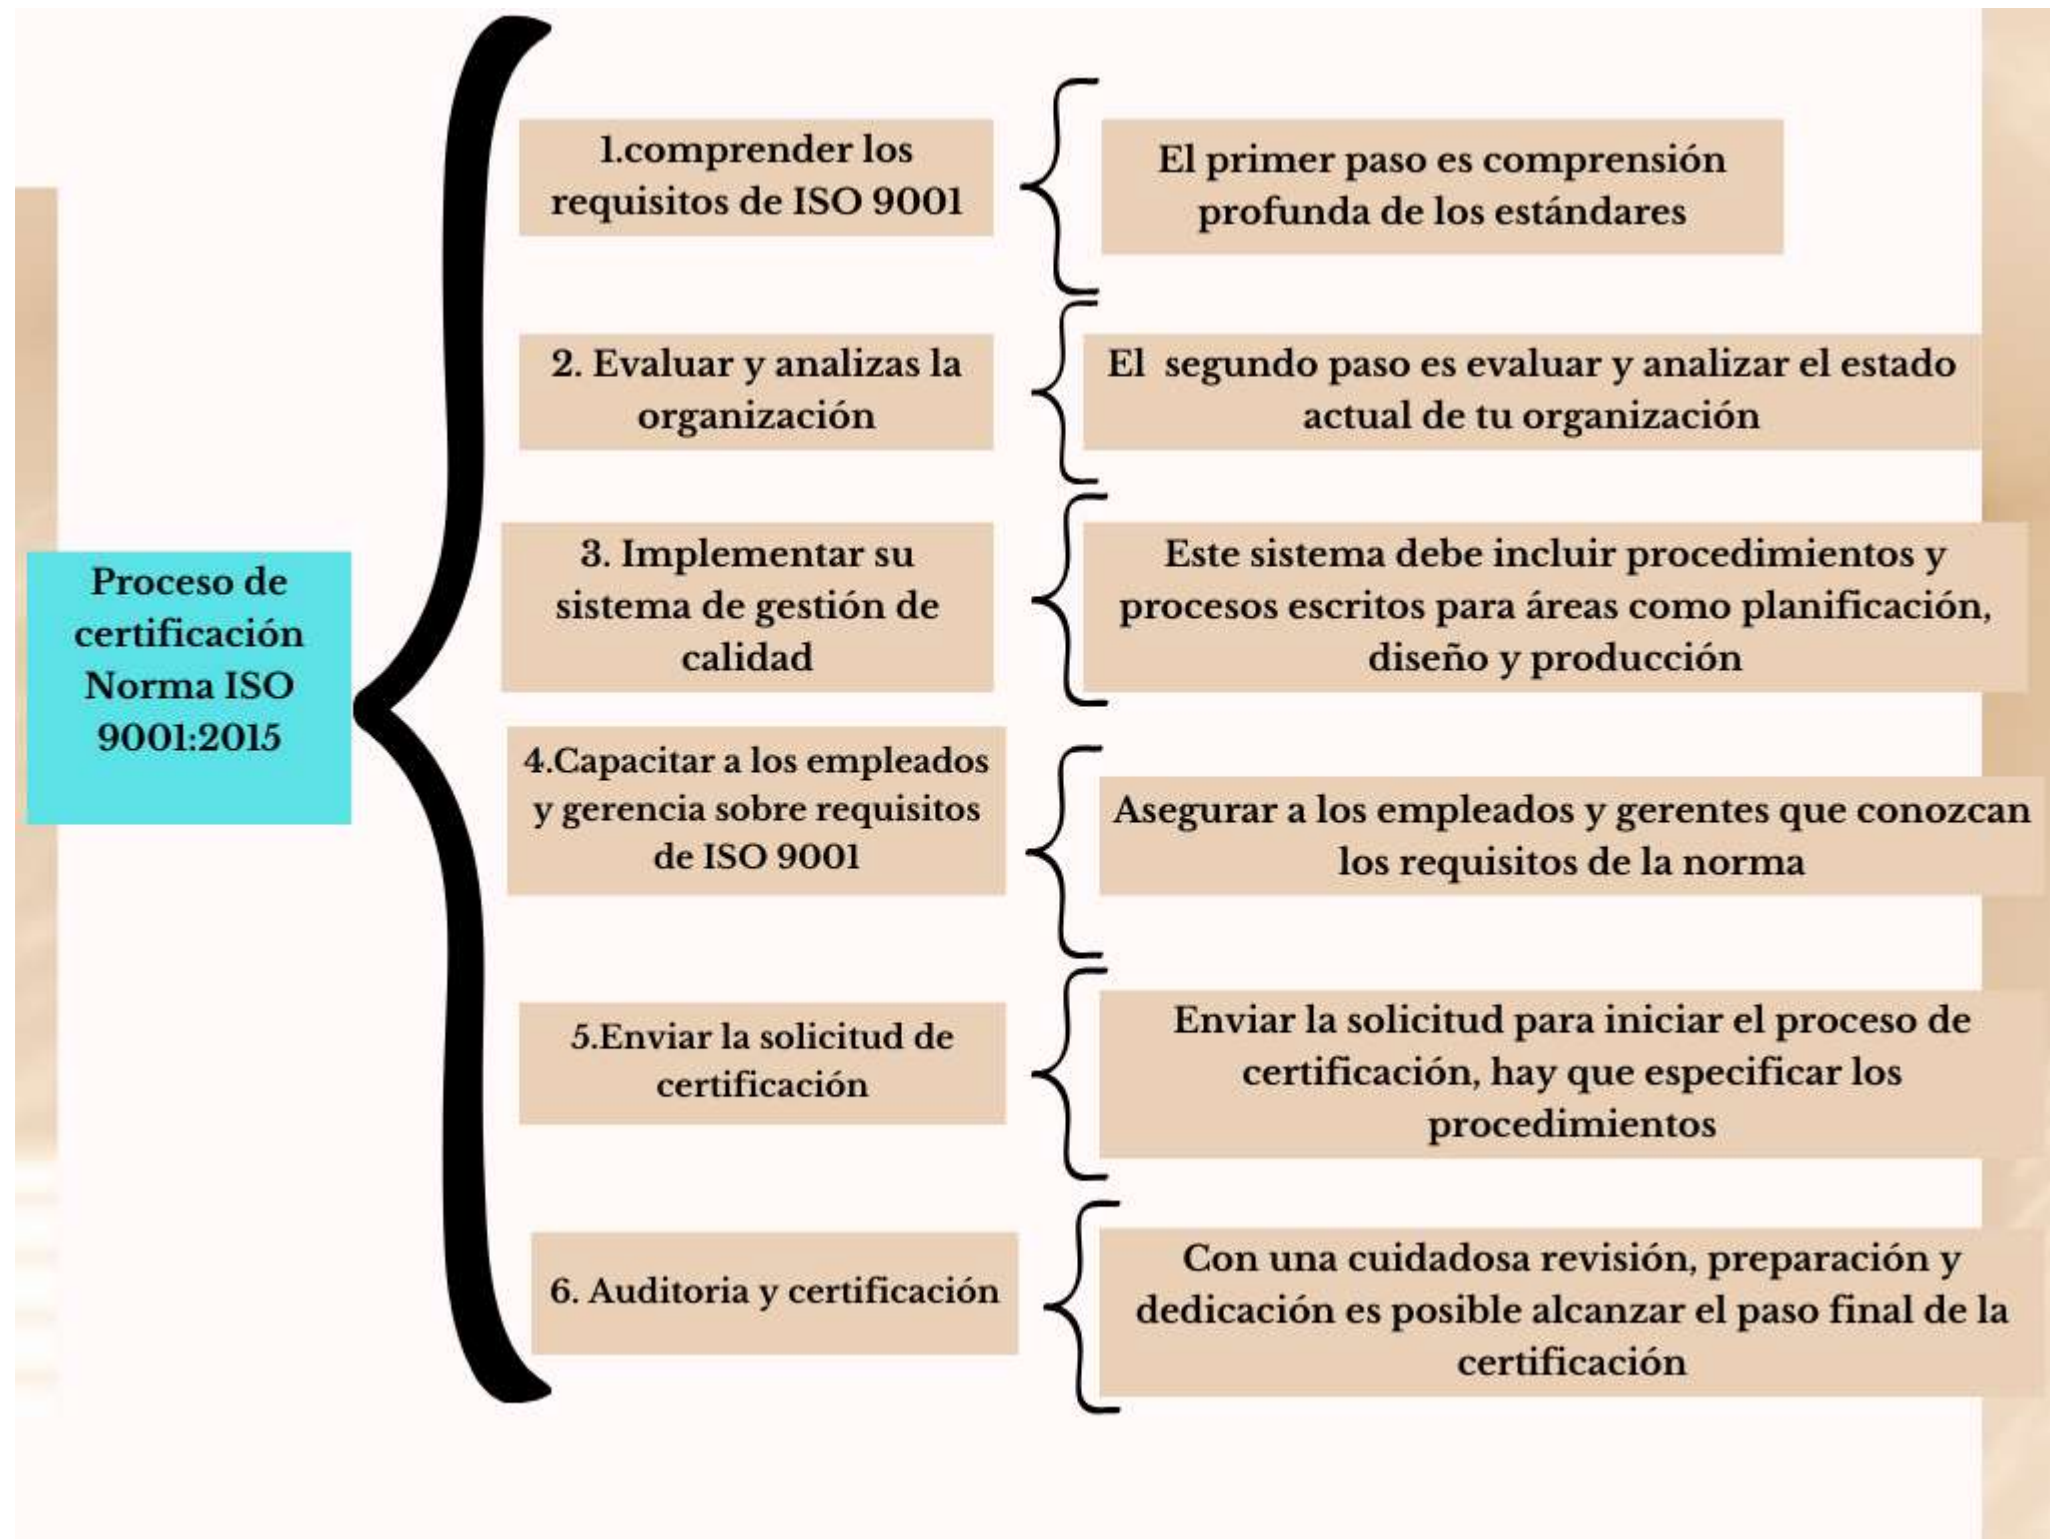 Proceso de
certificación
Norma ISO
9001:2015
1.comprender los
requisitos de ISO 9001
El primer paso es comprensión
profunda de los estándares
2. Evaluar y analizas la
organización
El segundo paso es evaluar y analizar el estado
actual de tu organización
3. Implementar su
sistema de gestión de
calidad
Este sistema debe incluir procedimientos y
procesos escritos para áreas como planificación,
diseño y producción
4.Capacitar a los empleados
y gerencia sobre requisitos
de ISO 9001
Asegurar a los empleados y gerentes que conozcan
los requisitos de la norma
5.Enviar la solicitud de
certificación
Enviar la solicitud para iniciar el proceso de
certificación, hay que especificar los
procedimientos
6. Auditoria y certificación
Con una cuidadosa revisión, preparación y
dedicación es posible alcanzar el paso final de la
certificación